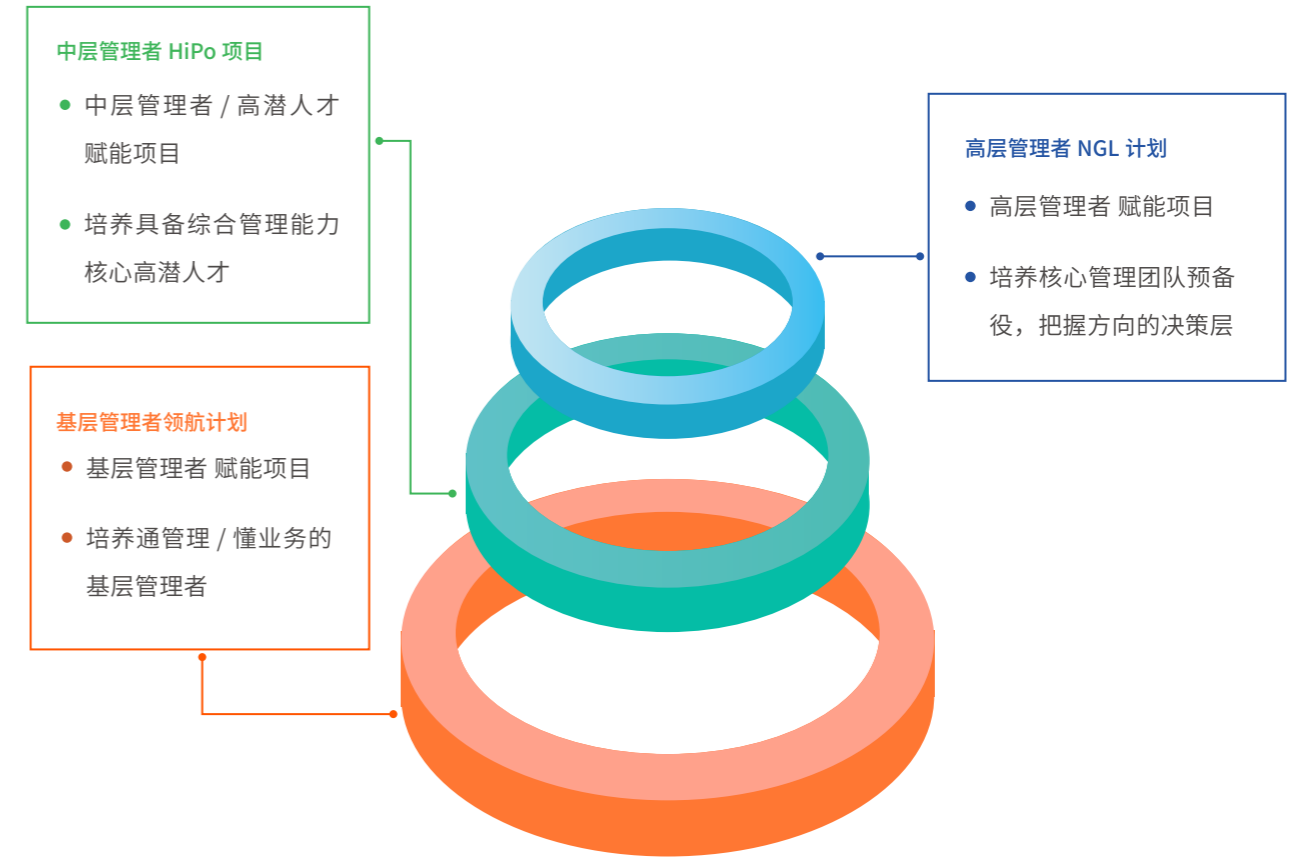 中层管理者 HiPo 项目
中层管理者 / 高潜人才
赋能项目
培养具备综合管理能力
核心高潜人才
高层管理者 NGL 计划
高层管理者 赋能项目
培养核心管理团队预备
役，把握方向的决策层
基层管理者领航计划
基层管理者 赋能项目
培养通管理 / 懂业务的
基层管理者